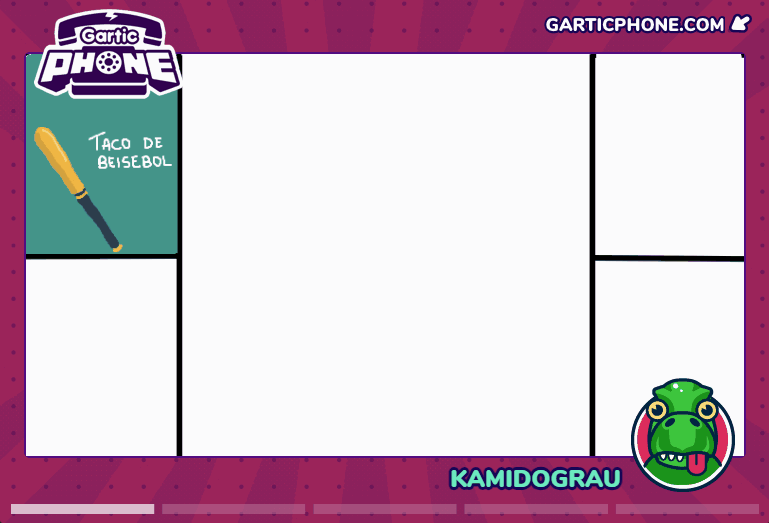 Gartic
PHONE
GARTICPHONE.COM
TACO DE
BEISEBOL
KAMIDOGRAU